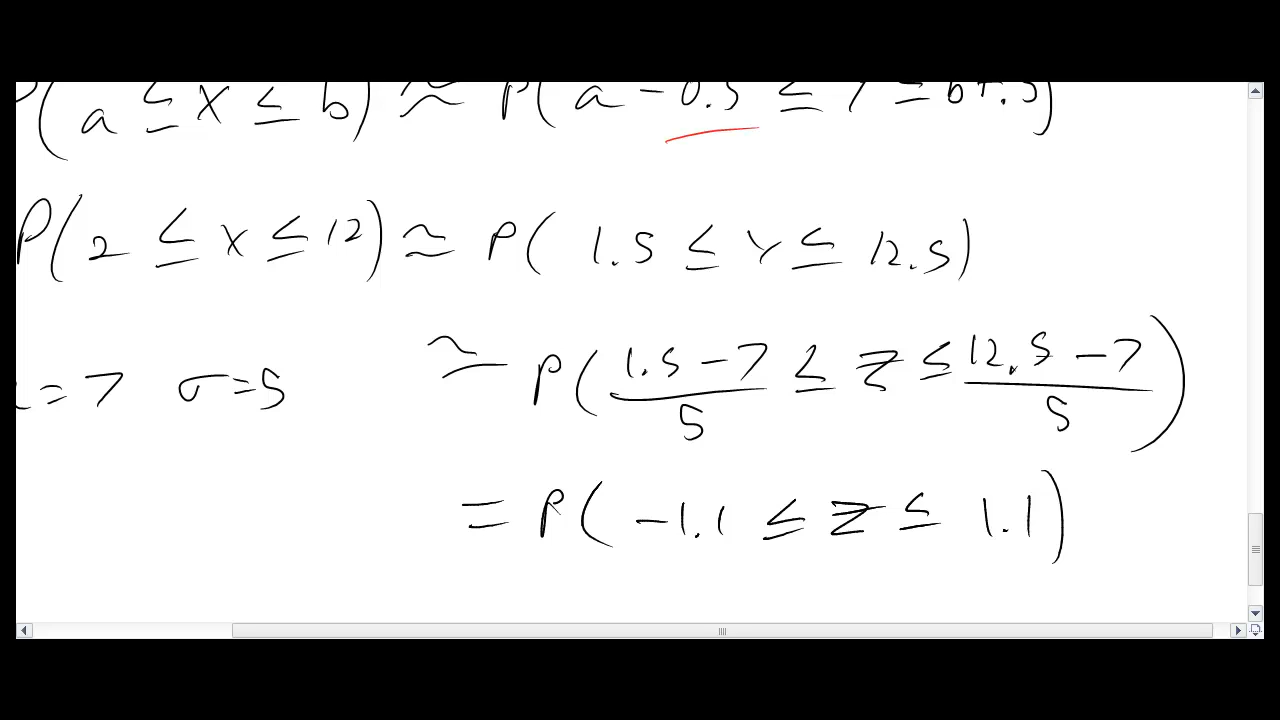 P(a ≤ X ≤ b) ≈ P(a - 0.5 ≤ Y ≤ b+.5)
P(2 ≤ X ≤ 12) ≈ P( 1.5 ≤ Y ≤ 12.5)
≈ P( (1.5 - 7)/5 ≤ Z ≤ (12.5 - 7)/5 )
= 7 σ=5
= P( -1.1 ≤ Z ≤ 1.1 )